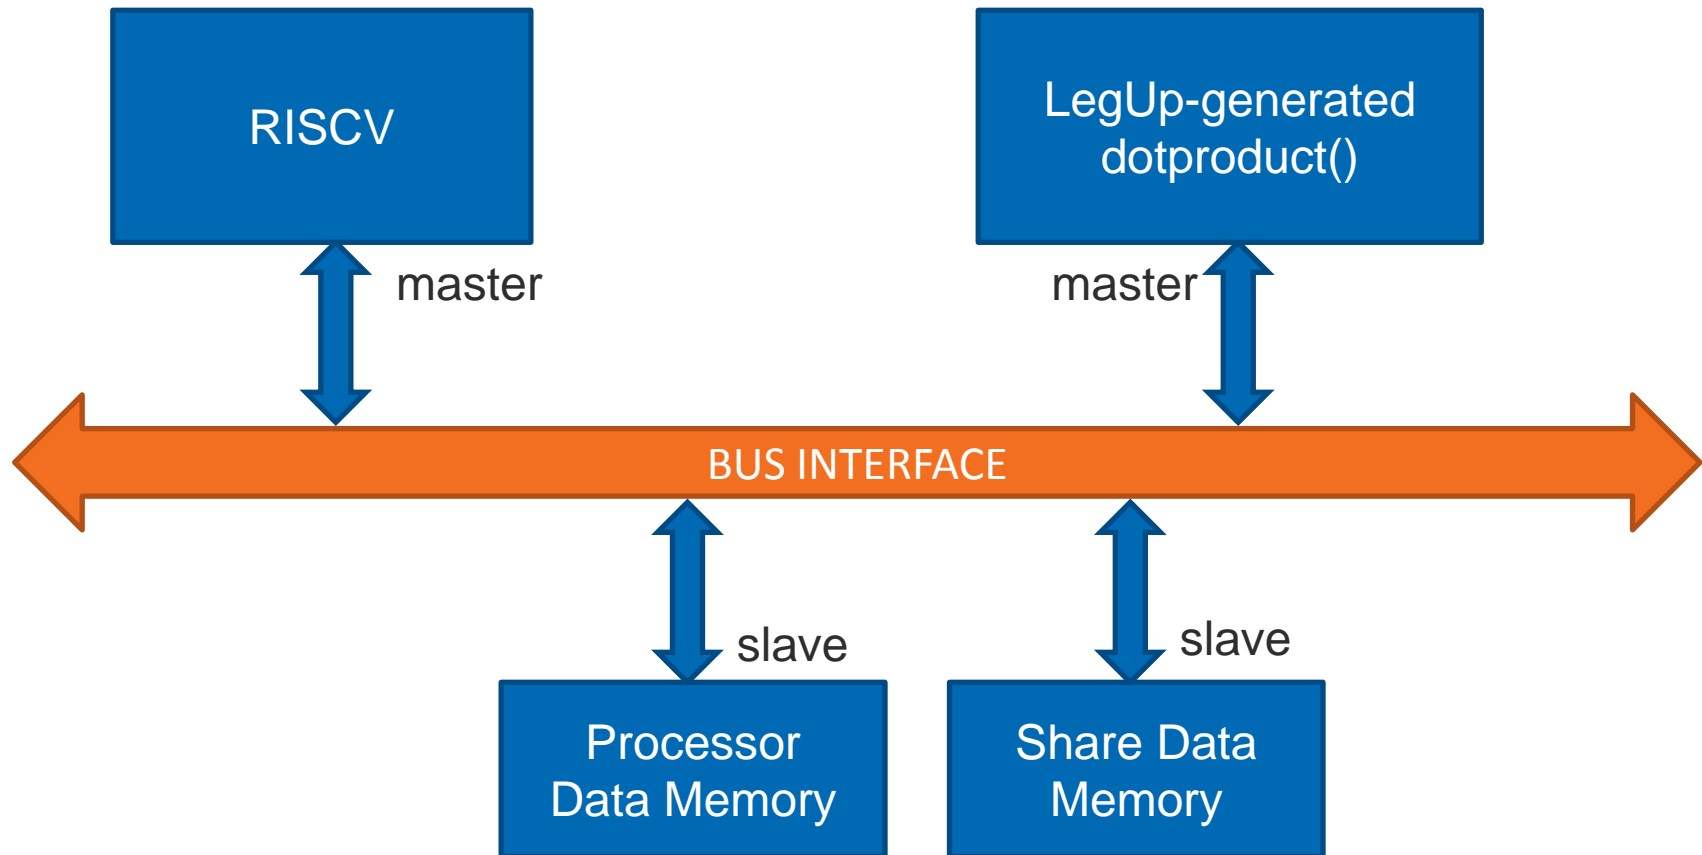 RISCV
LegUp-generated
dotproduct()
master
master
BUS INTERFACE
slave
slave
Processor
Data Memory
Share Data
Memory